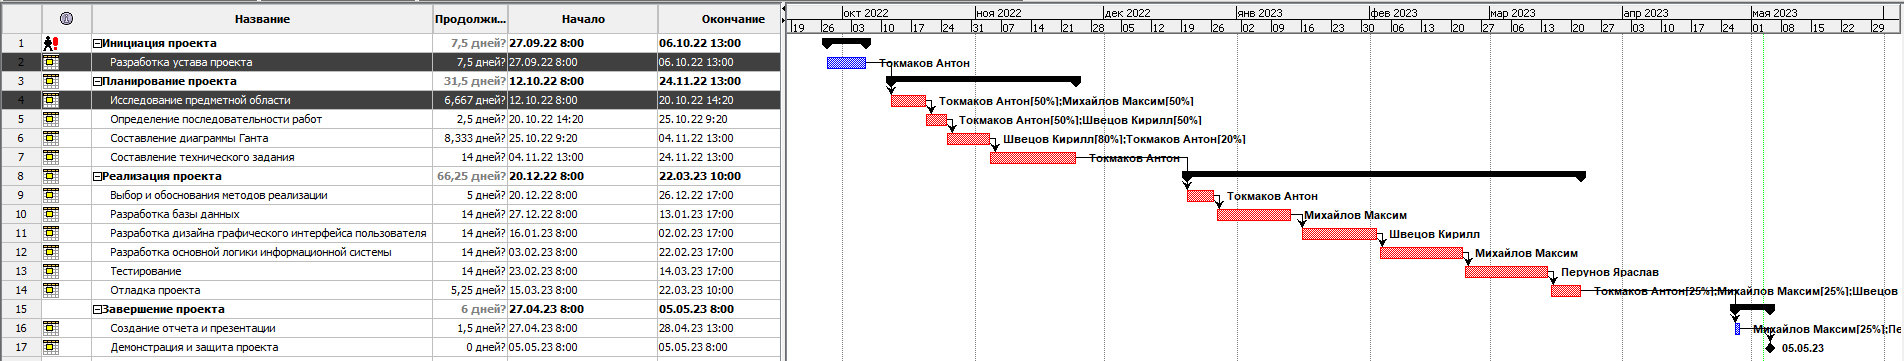 Название Продолжи... Начало Окончание
окт 2022 ноя 2022 дек 2022 янв 2023 фев 2023 мар 2023 апр 2023 мая 2023
19 26 03 10 17 24 31 07 14 21 28 05 12 19 26 02 09 16 23 30 06 13 20 27 06 13 20 27 03 10 17 24 01 08 15 22 29
1 Инициация проекта 7,5 дней? 27.09.22 8:00 06.10.22 13:00
2 Разработка устава проекта 7,5 дней? 27.09.22 8:00 06.10.22 13:00 Токмаков Антон
3 Планирование проекта 31,5 дней? 12.10.22 8:00 24.11.22 13:00
4 Исследование предметной области 6,667 дней? 12.10.22 8:00 20.10.22 14:20 Токмаков Антон[50%];Михайлов Максим[50%]
5 Определение последовательности работ 2,5 дней? 20.10.22 14:20 25.10.22 9:20 Токмаков Антон[50%];Швецов Кирилл[50%]
6 Составление диаграммы Ганта 8,333 дней? 25.10.22 9:20 04.11.22 13:00 Швецов Кирилл[80%];Токмаков Антон[20%]
7 Составление технического задания 14 дней? 04.11.22 13:00 24.11.22 13:00 Токмаков Антон
8 Реализация проекта 66,25 дней? 20.12.22 8:00 22.03.23 10:00
9 Выбор и обоснования методов реализации 5 дней? 20.12.22 8:00 26.12.22 17:00 Токмаков Антон
10 Разработка базы данных 14 дней? 27.12.22 8:00 13.01.23 17:00 Михайлов Максим
11 Разработка дизайна графического интерфейса пользователя 14 дней? 16.01.23 8:00 02.02.23 17:00 Швецов Кирилл
12 Разработка основной логики информационной системы 14 дней? 03.02.23 8:00 22.02.23 17:00 Михайлов Максим
13 Тестирование 14 дней? 23.02.23 8:00 14.03.23 17:00 Перунов Яраслав
14 Отладка проекта 5,25 дней? 15.03.23 8:00 22.03.23 10:00 Токмаков Антон[25%];Михайлов Максим[25%];Швецов
15 Завершение проекта 6 дней? 27.04.23 8:00 05.05.23 8:00
16 Создание отчета и презентации 1,5 дней? 27.04.23 8:00 28.04.23 13:00 Михайлов Максим[25%];Пе
17 Демонстрация и защита проекта 0 дней? 05.05.23 8:00 05.05.23 8:00 05.05.23